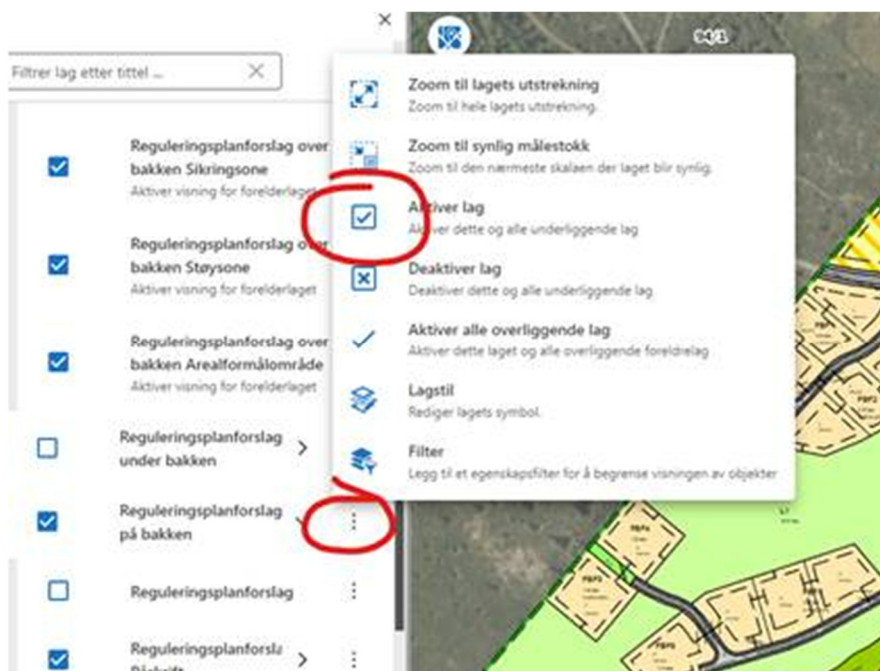 94/1
Filtrer lag etter tittel ...
Reguleringsplanforslag over
bakken Sikringsone
Aktiver visning for forelderlaget
Reguleringsplanforslag over
bakken Støysone
Aktiver visning for forelderlaget
Reguleringsplanforslag over
bakken Arealformålområde
Aktiver visning for forelderlaget
Reguleringsplanforslag
under bakken
Reguleringsplanforslag
på bakken
Reguleringsplanforslag
Reguleringsplanforsla
Påskrift
Zoom til lagets utstrekning
Zoom til hele lagets utstrekning.
Zoom til synlig målestokk
Zoom til den nærmeste skalaen der laget blir synlig.
Aktiver lag
Aktiver dette og alle underliggende lag
Deaktiver lag
Deaktiver dette og alle underliggende lag
Aktiver alle overliggende lag
Aktiver dette laget og alle overliggende foreldrelag
Lagstil
Rediger lagets symbol.
Filter
Legg til et egenskapsfilter for å begrense visningen av objekter